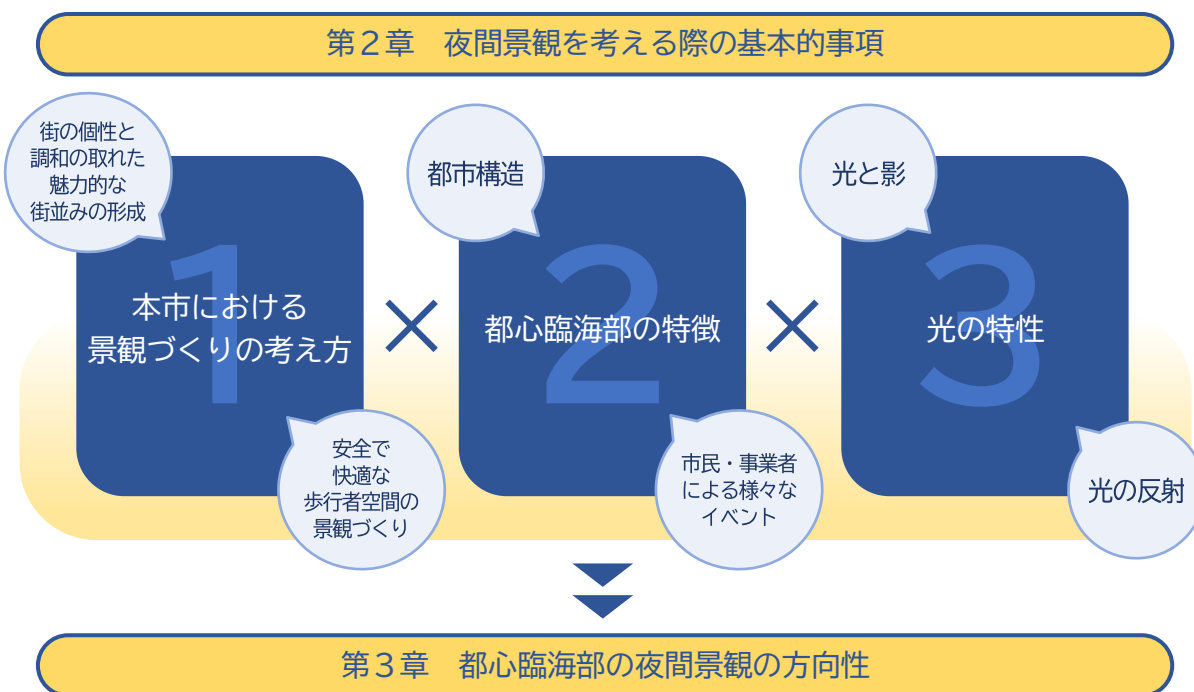 第２章　夜間景観を考える際の基本的事項
街の個性と
調和の取れた
魅力的な
街並みの形成
1
本市における
景観づくりの考え方
安全で
快適な
歩行者空間の
景観づくり
×
都市構造
2
都心臨海部の特徴
市民・事業者
による様々な
イベント
×
光と影
3
光の特性
光の反射
第３章　都心臨海部の夜間景観の方向性